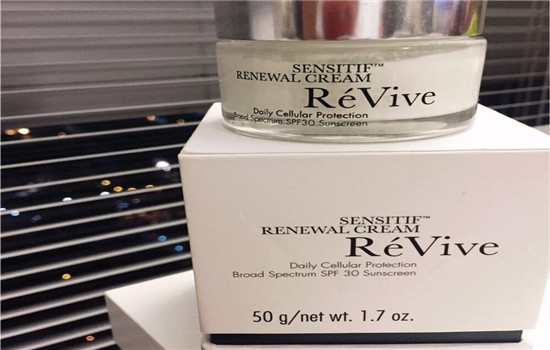 SENSITIF™
RENEWAL CREAM
RéVive
Daily Cellular Protection
Broad Spectrum SPF 30 Sunscreen
SENSITIF™
RENEWAL CREAM
RéVive
Daily Cellular Protection
Broad Spectrum SPF 30 Sunscreen
50 g/net wt. 1.7 oz.